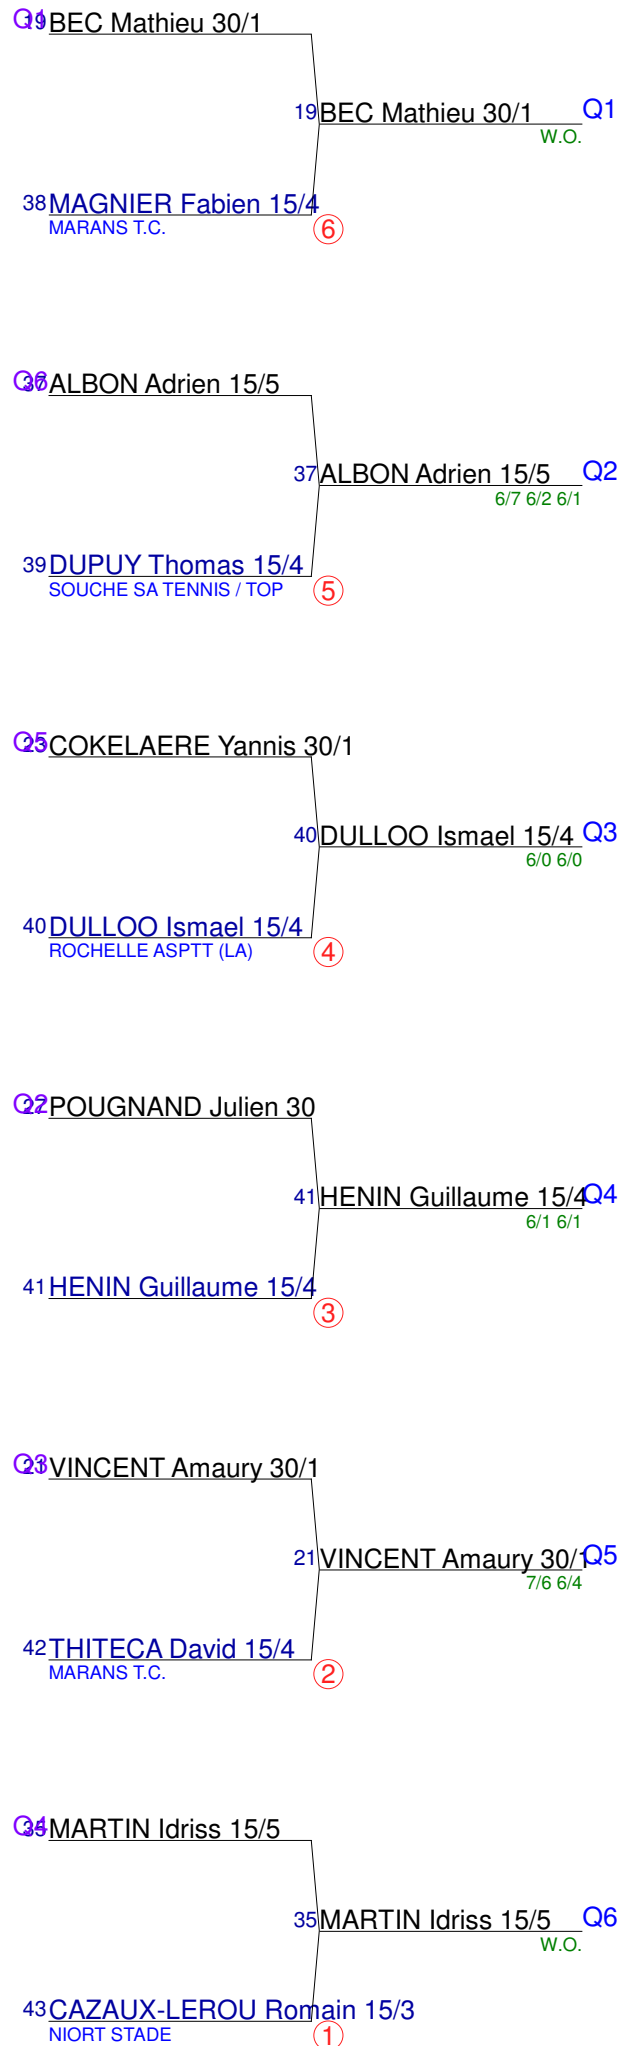 Q1 19 BEC Mathieu 30/1
19 BEC Mathieu 30/1 Q1
W.O.
38 MAGNIER Fabien 15/4
MARANS T.C.
6
Q6 37 ALBON Adrien 15/5
37 ALBON Adrien 15/5 Q2
6/7 6/2 6/1
39 DUPUY Thomas 15/4
SOUCHE SA TENNIS / TOP
5
Q5 23 COKELAERE Yannis 30/1
40 DULLOO Ismael 15/4 Q3
6/0 6/0
40 DULLOO Ismael 15/4
ROCHELLE ASPTT (LA)
4
Q2 27 POUGNAND Julien 30
41 HENIN Guillaume 15/4 Q4
6/1 6/1
41 HENIN Guillaume 15/4
3
Q3 21 VINCENT Amaury 30/1
21 VINCENT Amaury 30/1 Q5
7/6 6/4
42 THITECA David 15/4
MARANS T.C.
2
Q4 35 MARTIN Idriss 15/5
35 MARTIN Idriss 15/5 Q6
W.O.
43 CAZAUX-LEROU Romain 15/3
NIORT STADE
1